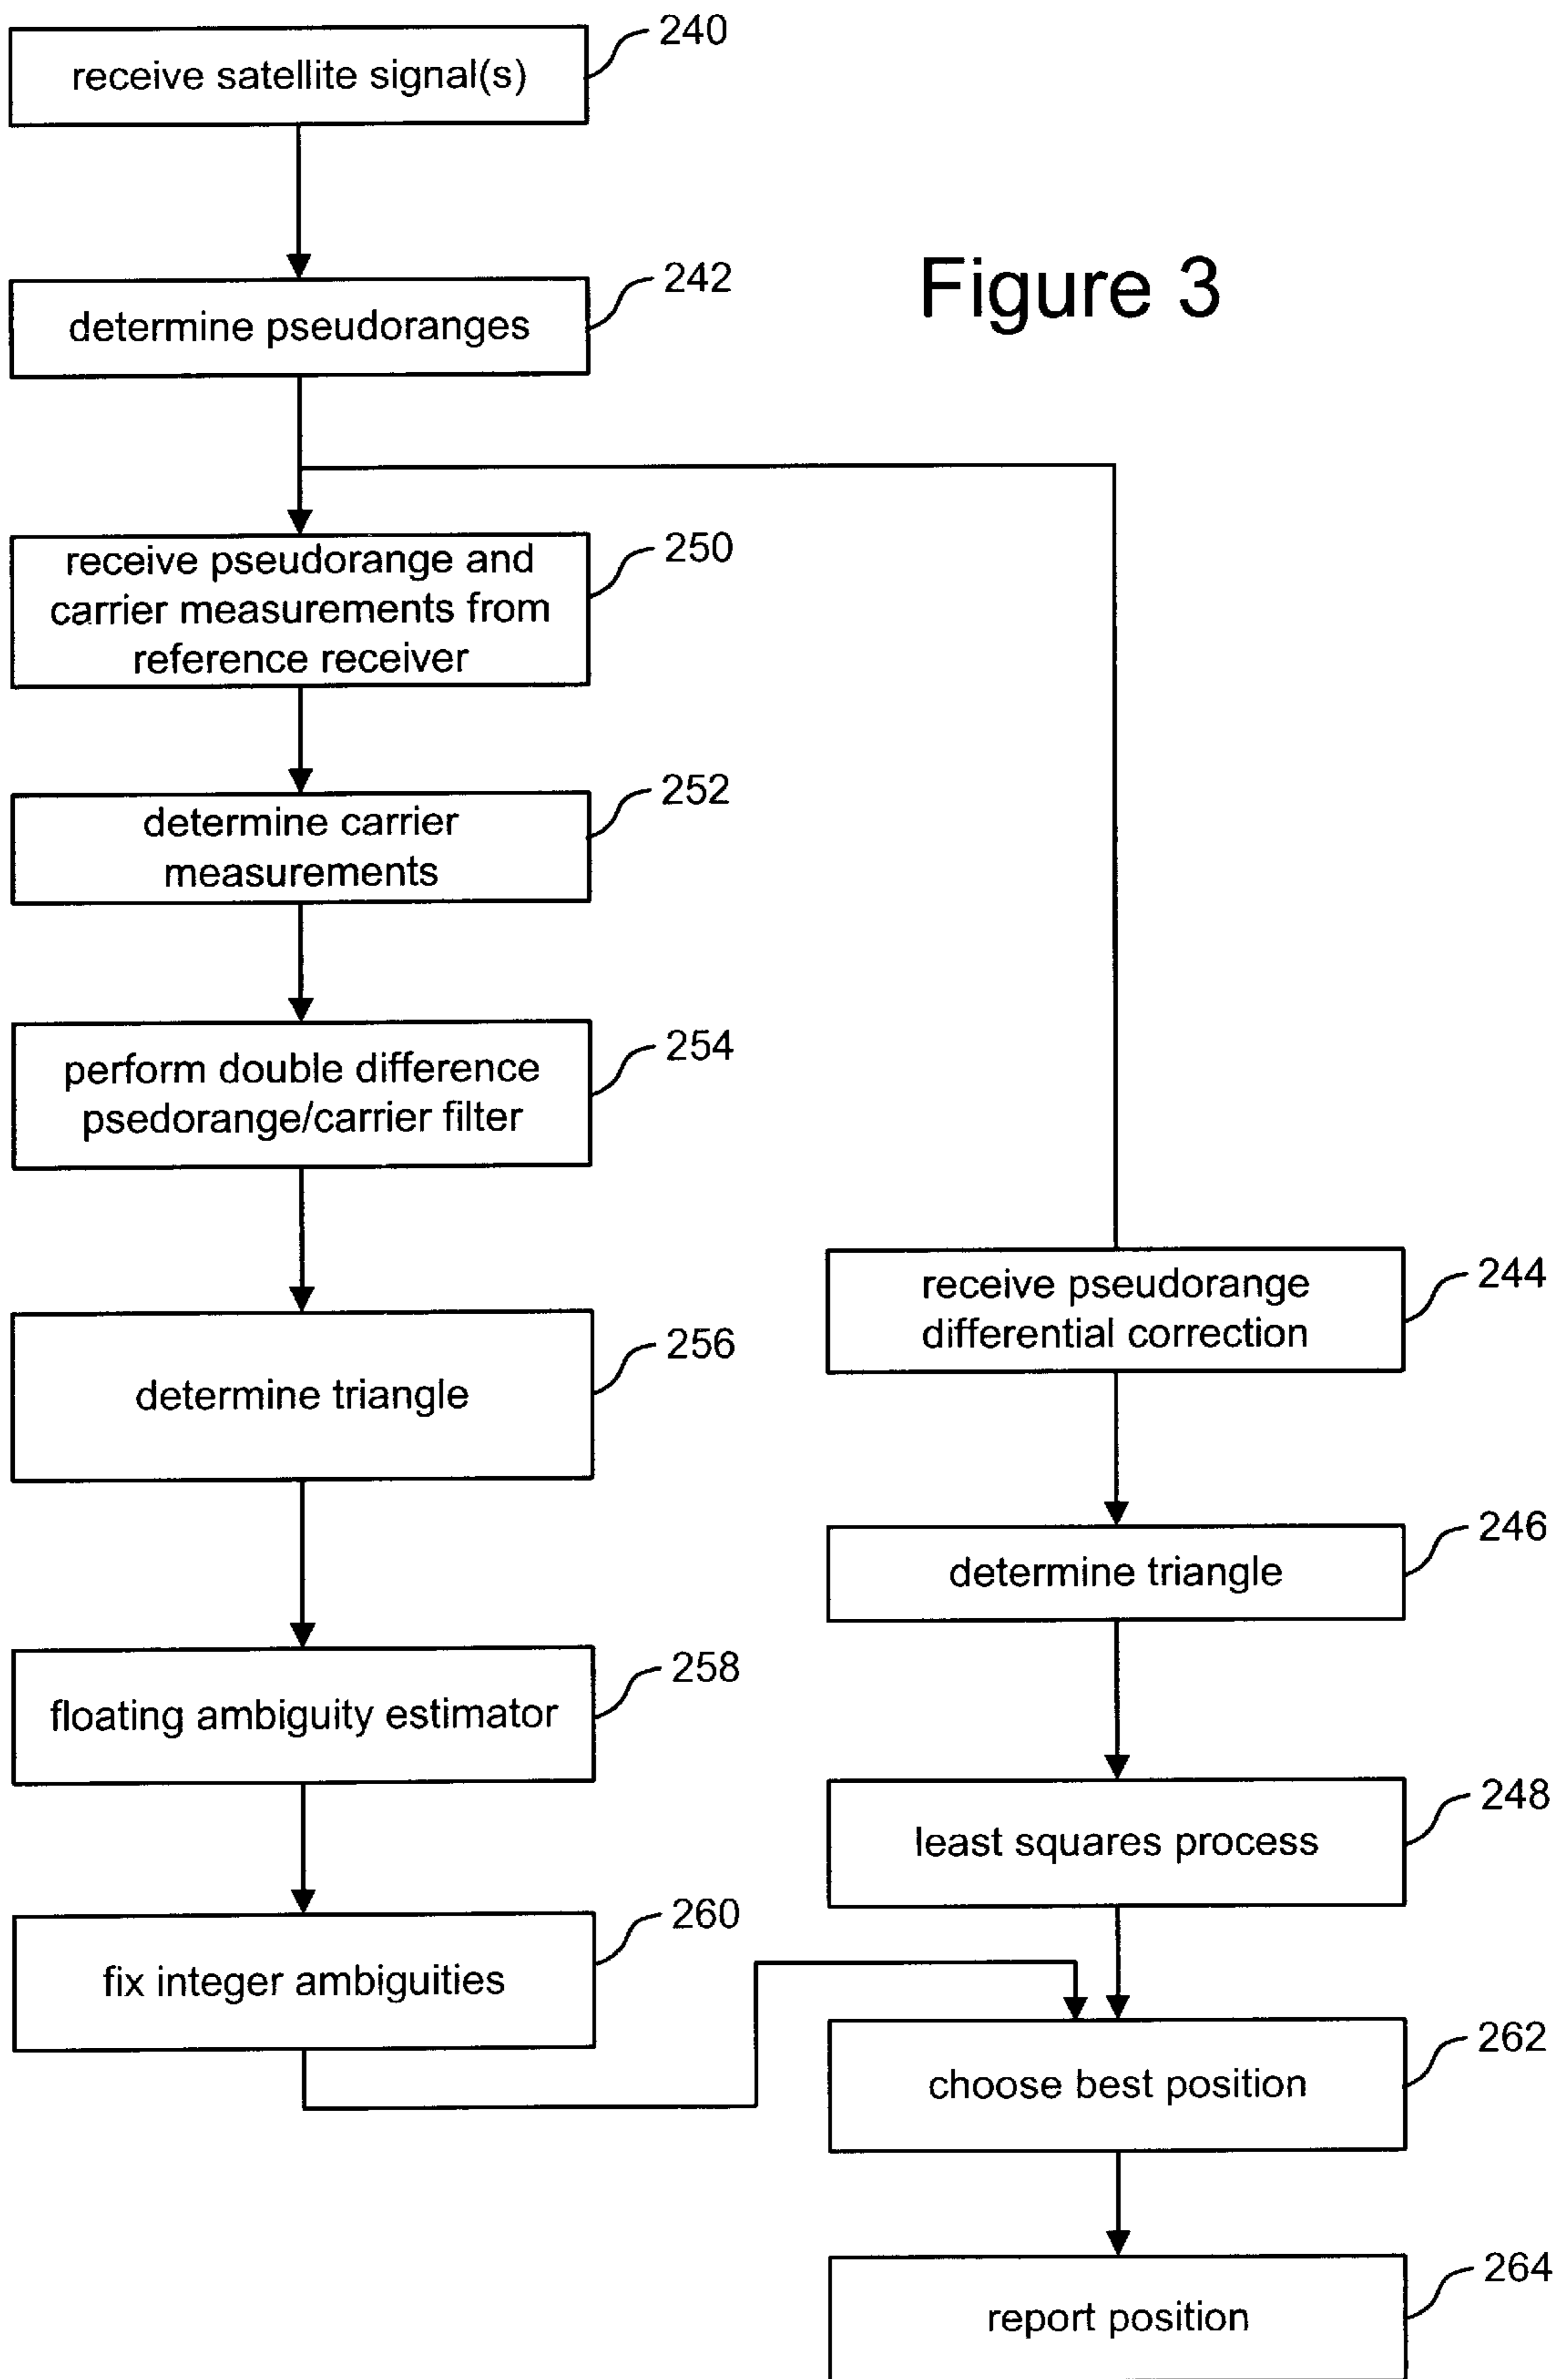 receive satellite signal(s)
240
determine pseudoranges
242
Figure 3
receive pseudorange and
carrier measurements from
reference receiver
250
determine carrier
measurements
252
perform double difference
psedorange/carrier filter
254
determine triangle
256
floating ambiguity estimator
258
fix integer ambiguities
260
receive pseudorange
differential correction
244
determine triangle
246
least squares process
248
choose best position
262
report position
264